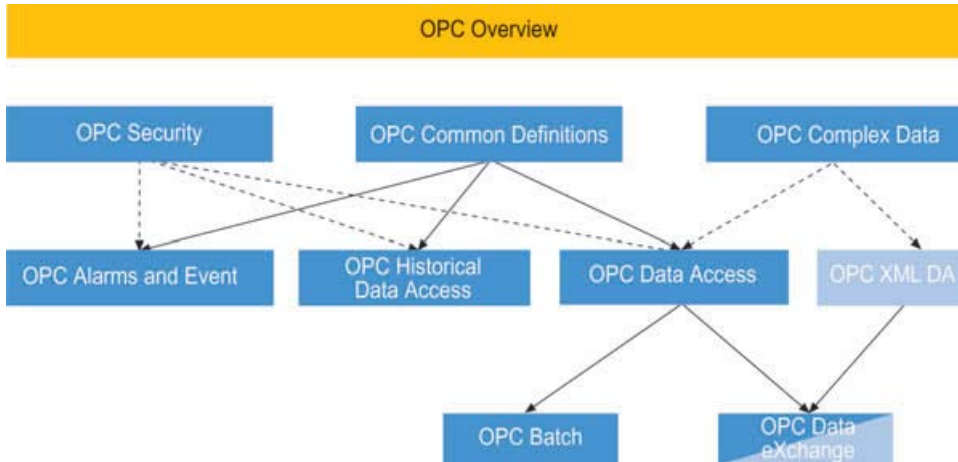 OPC Overview
OPC Security
OPC Common Definitions
OPC Complex Data
OPC Alarms and Event
OPC Historical
Data Access
OPC Data Access
OPC XML DA
OPC Batch
OPC Data
eXchange